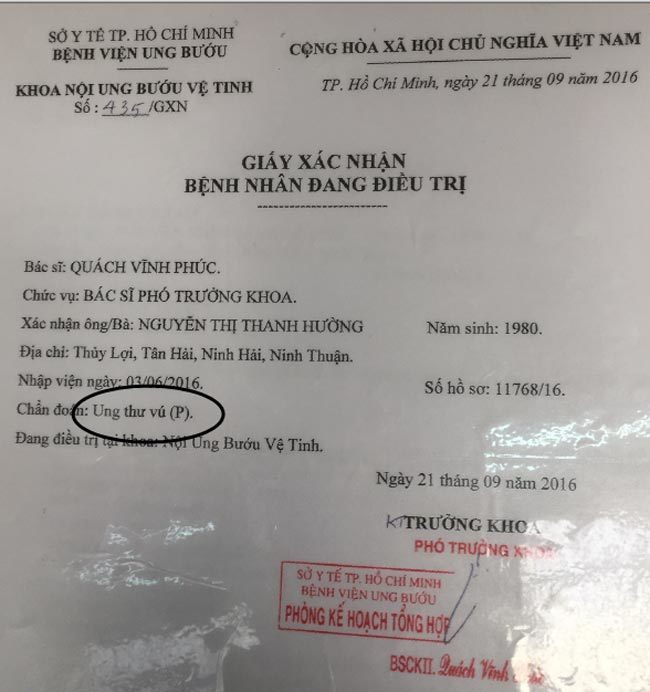 SỞ Y TẾ TP. HỒ CHÍ MINH
BỆNH VIỆN UNG BƯỚU
KHOA NỘI UNG BƯỚU VỆ TINH
Số : 435/GXN
CỘNG HÒA XÃ HỘI CHỦ NGHĨA VIỆT NAM
TP. Hồ Chí Minh, ngày 21 tháng 09 năm 2016
GIẤY XÁC NHẬN
BỆNH NHÂN ĐANG ĐIỀU TRỊ
Bác sĩ: QUÁCH VĨNH PHÚC.
Chức vụ: BÁC SĨ PHÓ TRƯỞNG KHOA.
Xác nhận ông/Bà: NGUYỄN THỊ THANH HƯỜNG Năm sinh: 1980.
Địa chỉ: Thủy Lợi, Tân Hải, Ninh Hải, Ninh Thuận.
Nhập viện ngày: 03/06/2016. Số hồ sơ: 11768/16.
Chẩn đoán: Ung thư vú (P).
Đang điều trị tại khoa: Nội Ung Bướu Vệ Tinh.
Ngày 21 tháng 09 năm 2016
KT TRƯỞNG KHOA
PHÓ TRƯỞNG KHOA
SỞ Y TẾ TP. HỒ CHÍ MINH
BỆNH VIỆN UNG BƯỚU
PHÒNG KẾ HOẠCH TỔNG HỢP
BSCKII. Quách Vĩnh